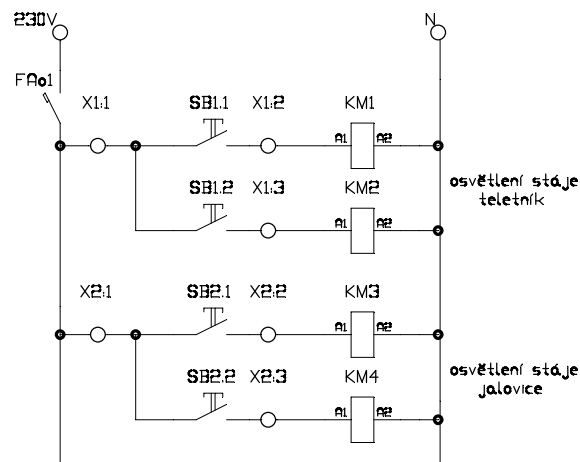 230V N
FA01
X1:1 SB1.1 X1:2 KM1
A1 A2
SB1.2 X1:3 KM2
A1 A2
osvětlení stáje
teletník
X2:1 SB2.1 X2:2 KM3
A1 A2
SB2.2 X2:3 KM4
A1 A2
osvětlení stáje
jalovice